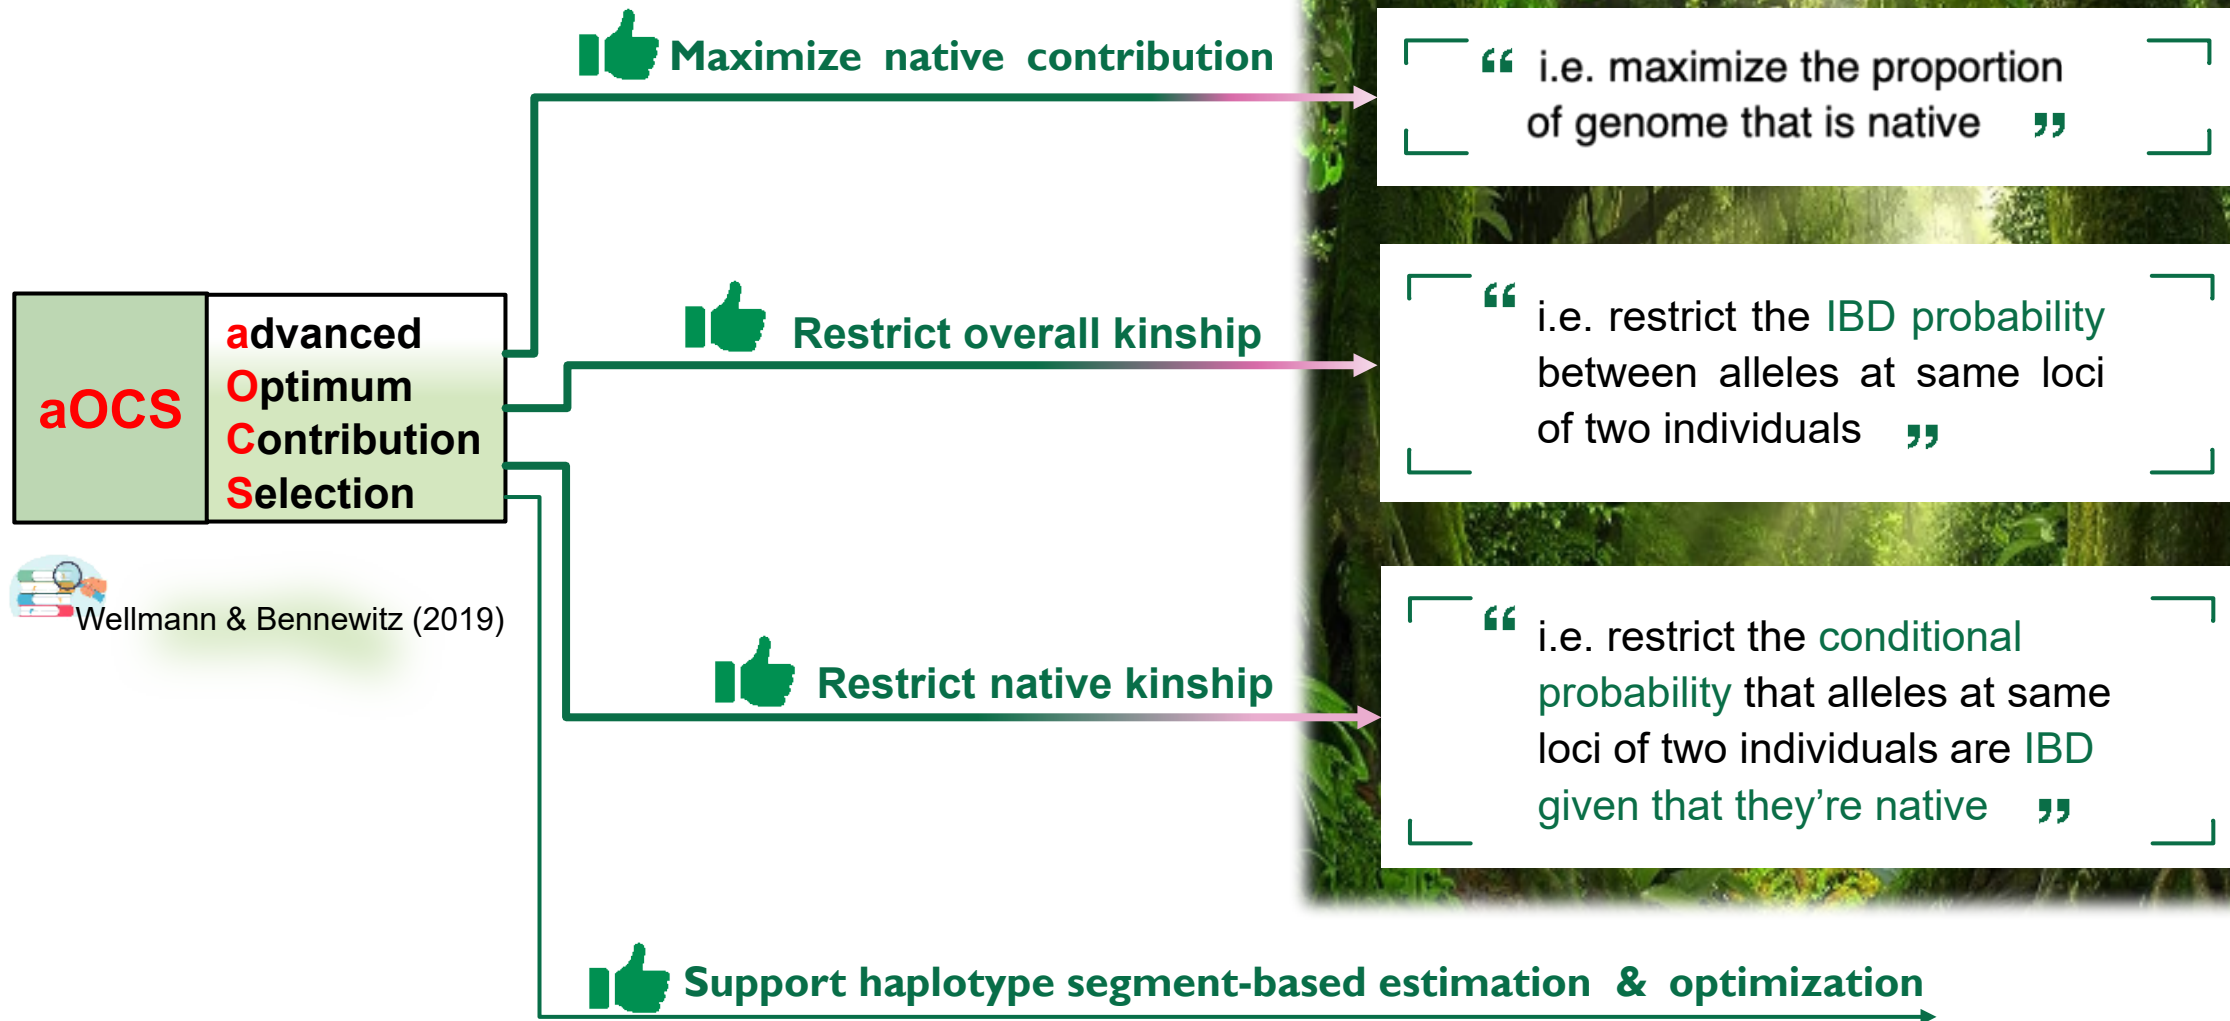 aOCS
advanced
Optimum
Contribution
Selection
Wellmann & Bennewitz (2019)
Maximize native contribution
“ i.e. maximize the proportion
of genome that is native ”
Restrict overall kinship
“ i.e. restrict the IBD probability
between alleles at same loci
of two individuals ”
Restrict native kinship
“ i.e. restrict the conditional
probability that alleles at same
loci of two individuals are IBD
given that they’re native ”
Support haplotype segment-based estimation & optimization